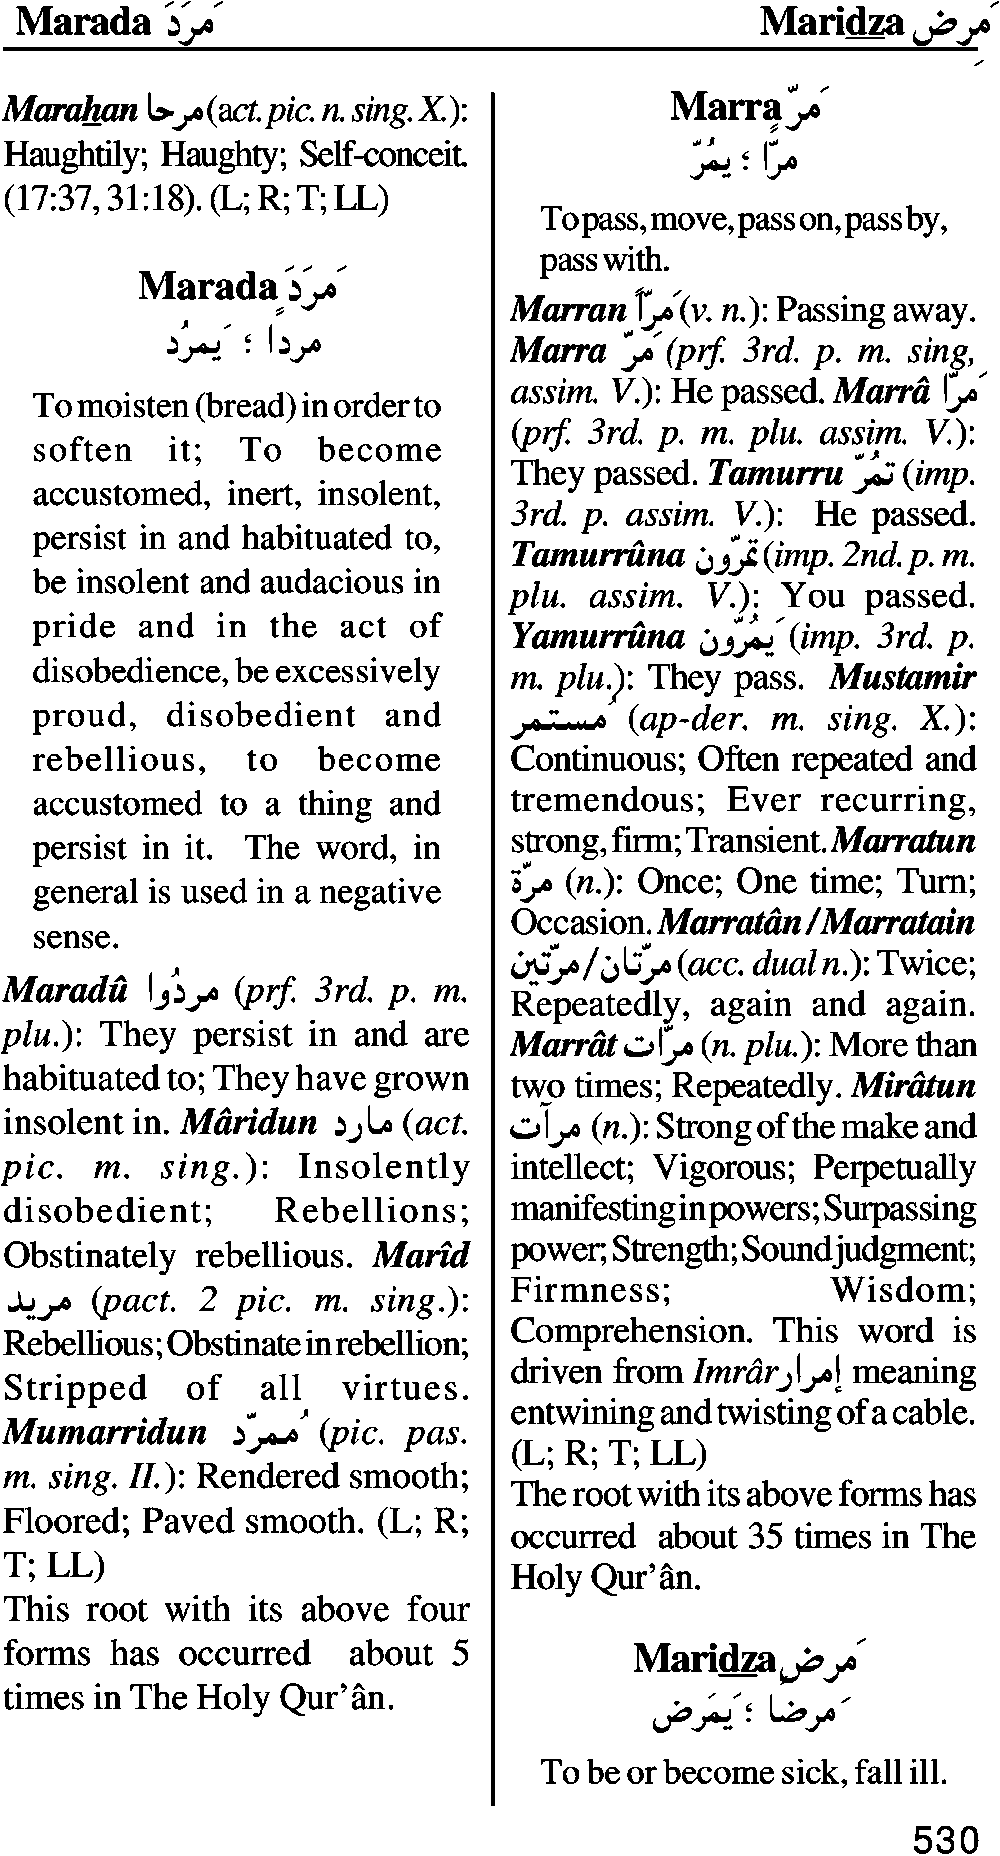 Marada مَرَدَ
Maridza مَرِض
Marahan مرحا (act. pic. n. sing. X.):
Haughtily; Haughty; Self-conceit.
(17:37, 31:18). (L; R; T; LL)
Marada مَرَدَ
مرداً ؛ يَمرُد
To moisten (bread) in order to
soften it; To become
accustomed, inert, insolent,
persist in and habituated to,
be insolent and audacious in
pride and in the act of
disobedience, be excessively
proud, disobedient and
rebellious, to become
accustomed to a thing and
persist in it. The word, in
general is used in a negative
sense.
Maradû مردُوا (prf. 3rd. p. m.
plu.): They persist in and are
habituated to; They have grown
insolent in. Mâridun مارد (act.
pic. m. sing.): Insolently
disobedient; Rebellions;
Obstinately rebellious. Marîd
مريد (pact. 2 pic. m. sing.):
Rebellious; Obstinate in rebellion;
Stripped of all virtues.
Mumarridun مُمرّد (pic. pas.
m. sing. II.): Rendered smooth;
Floored; Paved smooth. (L; R;
T; LL)
This root with its above four
forms has occurred about 5
times in The Holy Qur'ân.
Marra مَرّ
مرّاً ؛ يمُرّ
To pass, move, pass on, pass by,
pass with.
Marran مَرّاً (v. n.): Passing away.
Marra مَرّ (prf. 3rd. p. m. sing,
assim. V.): He passed. Marrâ مَرّا
(prf. 3rd. p. m. plu. assim. V.):
They passed. Tamurru تمُرّ (imp.
3rd. p. assim. V.): He passed.
Tamurrûna تمرّون (imp. 2nd. p. m.
plu. assim. V.): You passed.
Yamurrûna يَمُرّون (imp. 3rd. p.
m. plu.): They pass. Mustamir
مُستمر (ap-der. m. sing. X.):
Continuous; Often repeated and
tremendous; Ever recurring,
strong, firm; Transient. Marratun
مرّة (n.): Once; One time; Turn;
Occasion. Marratân / Marratain
مرّتان/مرّتين (acc. dual n.): Twice;
Repeatedly, again and again.
Marrât مرّات (n. plu.): More than
two times; Repeatedly. Mirâtun
مرآت (n.): Strong of the make and
intellect; Vigorous; Perpetually
manifesting in powers; Surpassing
power; Strength; Sound judgment;
Firmness; Wisdom;
Comprehension. This word is
driven from Imrâr إمرار meaning
entwining and twisting of a cable.
(L; R; T; LL)
The root with its above forms has
occurred about 35 times in The
Holy Qur'ân.
Maridza مَرِض
مَرضا ؛ يَمَرض
To be or become sick, fall ill.
530